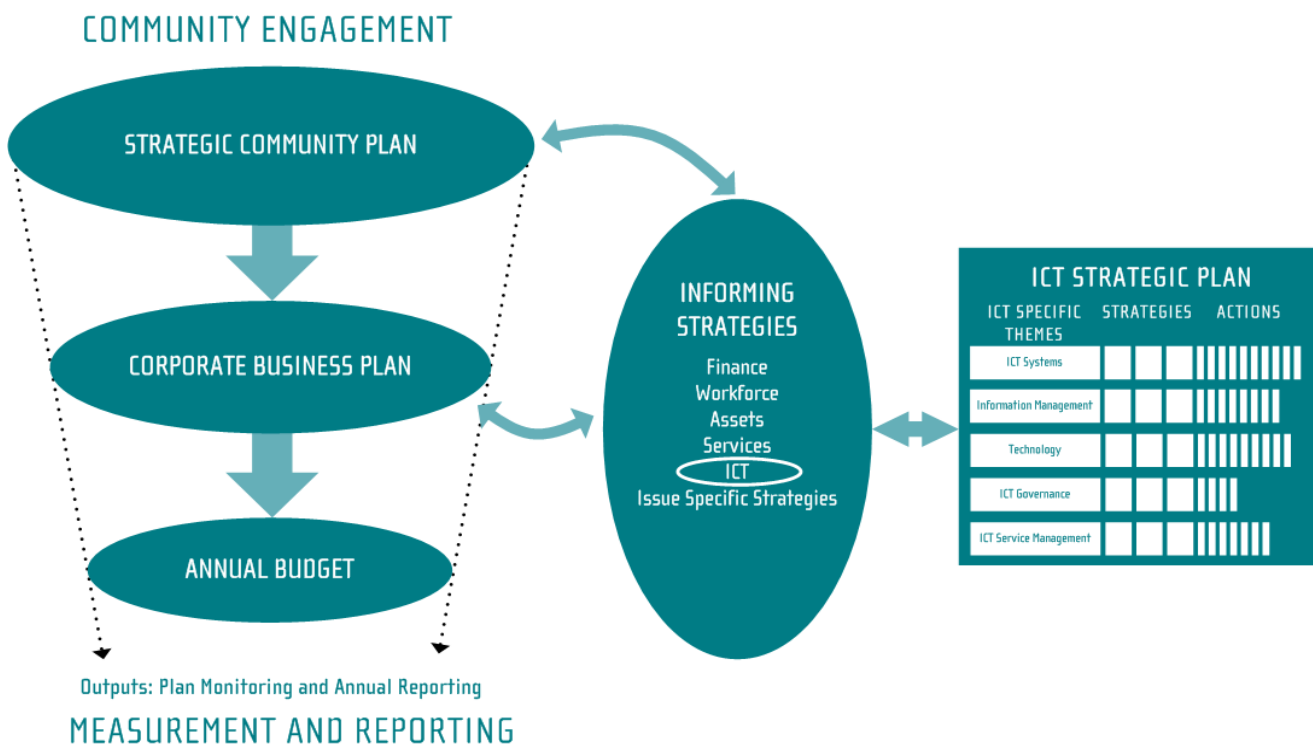 COMMUNITY ENGAGEMENT
STRATEGIC COMMUNITY PLAN
CORPORATE BUSINESS PLAN
ANNUAL BUDGET
Outputs: Plan Monitoring and Annual Reporting
MEASUREMENT AND REPORTING
INFORMING
STRATEGIES
Finance
Workforce
Assets
Services
ICT
Issue Specific Strategies
ICT STRATEGIC PLAN
ICT SPECIFIC
THEMES
STRATEGIES
ACTIONS
ICT Systems
Information Management
Technology
ICT Governance
ICT Service Management